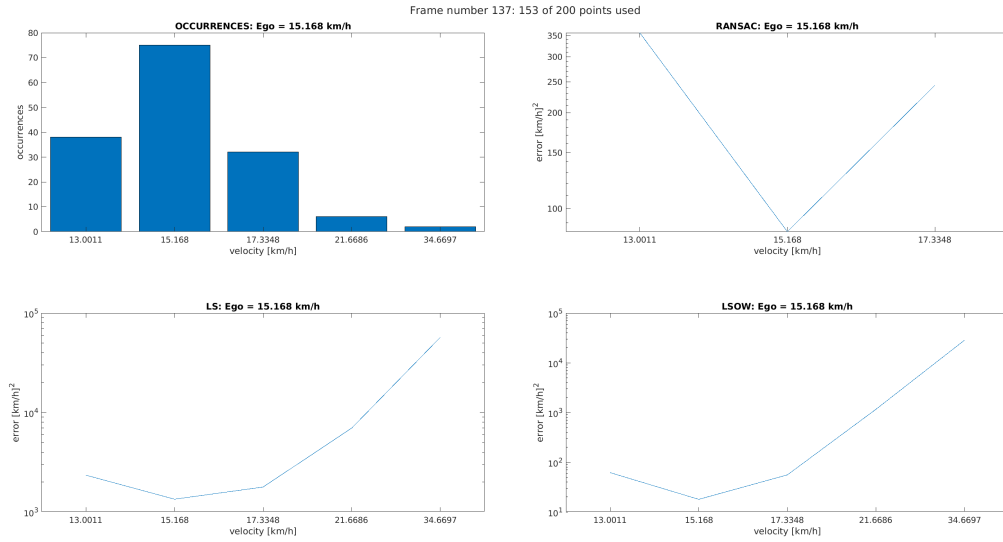 Frame number 137: 153 of 200 points used
OCCURRENCES: Ego = 15.168 km/h
80
70
60
50
40
30
20
10
0
occurrences
13.0011 15.168 17.3348 21.6686 34.6697
velocity [km/h]
RANSAC: Ego = 15.168 km/h
350
300
250
200
150
100
error [km/h]²
13.0011 15.168 17.3348
velocity [km/h]
LS: Ego = 15.168 km/h
10⁵
10⁴
10³
error [km/h]²
13.0011 15.168 17.3348 21.6686 34.6697
velocity [km/h]
LSOW: Ego = 15.168 km/h
10⁵
10⁴
10³
10²
10¹
error [km/h]²
13.0011 15.168 17.3348 21.6686 34.6697
velocity [km/h]